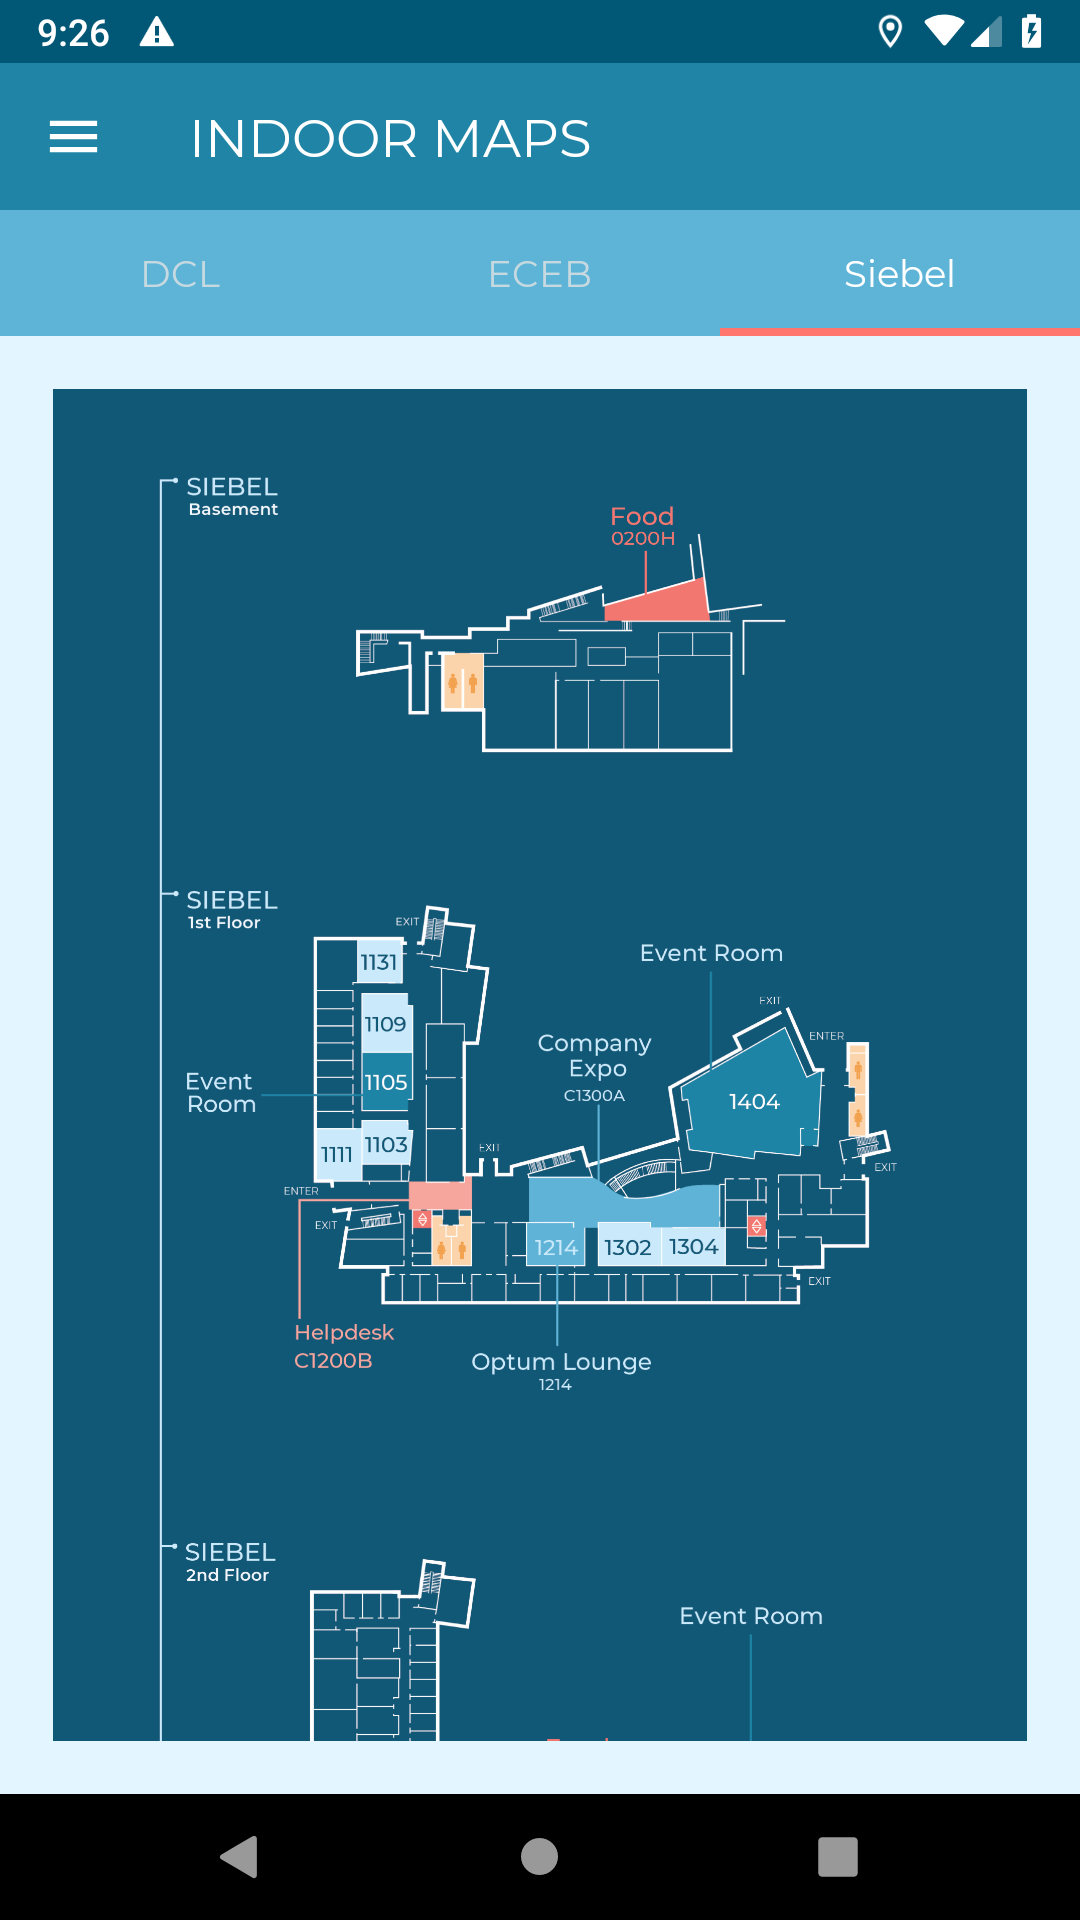 9:26
INDOOR MAPS
DCL
ECEB
Siebel
SIEBEL
Basement
Food
0200H
SIEBEL
1st Floor
EXIT
1131
1109
Event
Room
1105
1103
1111
EXIT
ENTER
EXIT
Event Room
EXIT
ENTER
Company
Expo
C1300A
1404
EXIT
1214
1302
1304
EXIT
Helpdesk
C1200B
Optum Lounge
1214
SIEBEL
2nd Floor
Event Room